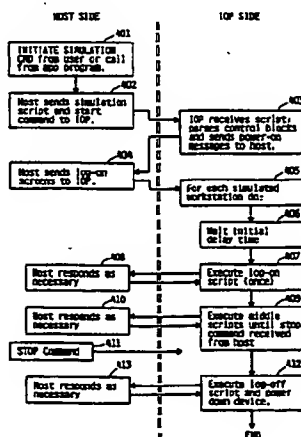 HOST SIDE
IOP SIDE
401
INITIATE SIMULATION
CMD from user or call
from app program.
402
Host sends simulation
script and start
command to IOP.
403
IOP receives script;
parses control blocks
and sends power-on
messages to host.
404
Host sends log-on
screens to IOP.
405
For each simulated
workstation do:
406
Wait initial
delay time
407
Execute log-on
script (once)
408
Host responds as
necessary
409
Execute middle
scripts until stop
command received
from host
410
Host responds as
necessary
411
STOP Command
412
Execute log-off
script and power
down device.
413
Host responds as
necessary
END